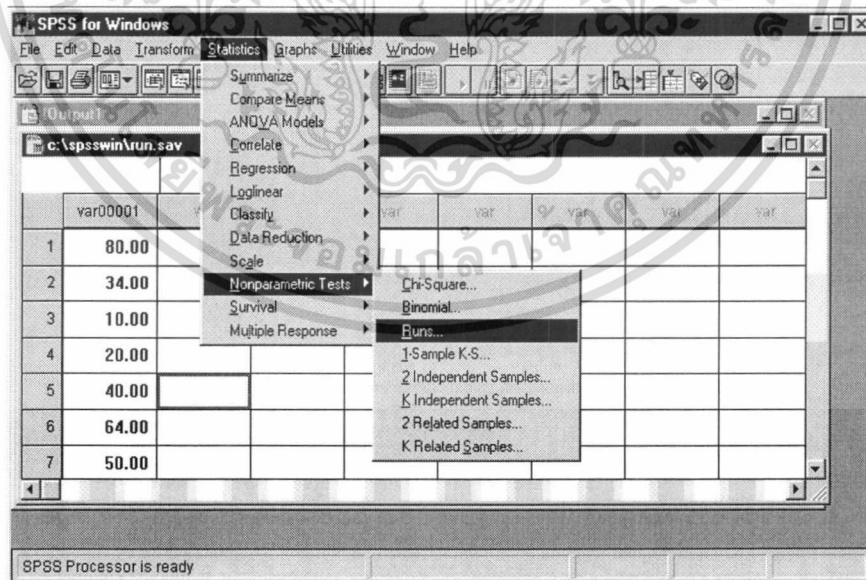 SPSS for Windows
File Edit Data Transform Statistics Graphs Utilities Window Help
!Output1
c:\spsswin\run.sav
Summarize
Compare Means
ANOVA Models
Correlate
Regression
Loglinear
Classify
Data Reduction
Scale
Nonparametric Tests
Survival
Multiple Response
Chi-Square...
Binomial...
Runs...
1-Sample K-S...
2 Independent Samples...
K Independent Samples...
2 Related Samples...
K Related Samples...
var00001 var var var var var
1 80.00
2 34.00
3 10.00
4 20.00
5 40.00
6 64.00
7 50.00
SPSS Processor is ready